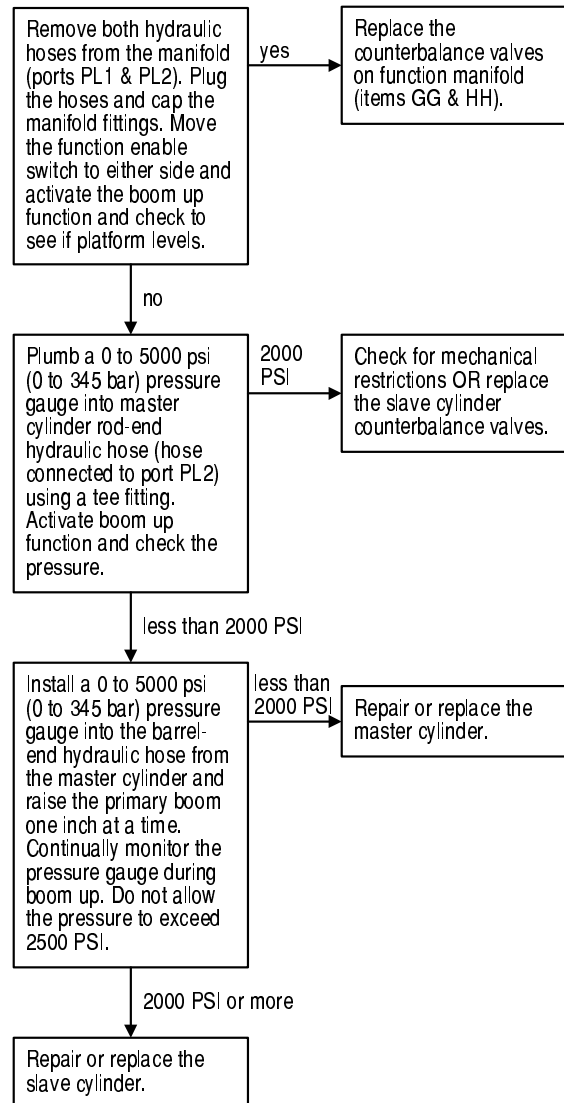 Remove both hydraulic
hoses from the manifold
(ports PL1 & PL2). Plug
the hoses and cap the
manifold fittings. Move
the function enable
switch to either side and
activate the boom up
function and check to
see if platform levels.
yes
Replace the
counterbalance valves
on function manifold
(items GG & HH).
no
Plumb a 0 to 5000 psi
(0 to 345 bar) pressure
gauge into master
cylinder rod-end
hydraulic hose (hose
connected to port PL2)
using a tee fitting.
Activate boom up
function and check the
pressure.
2000
PSI
Check for mechanical
restrictions OR replace
the slave cylinder
counterbalance valves.
less than 2000 PSI
Install a 0 to 5000 psi
(0 to 345 bar) pressure
gauge into the barrel-
end hydraulic hose from
the master cylinder and
raise the primary boom
one inch at a time.
Continually monitor the
pressure gauge during
boom up. Do not allow
the pressure to exceed
2500 PSI.
less than
2000 PSI
Repair or replace the
master cylinder.
2000 PSI or more
Repair or replace the
slave cylinder.